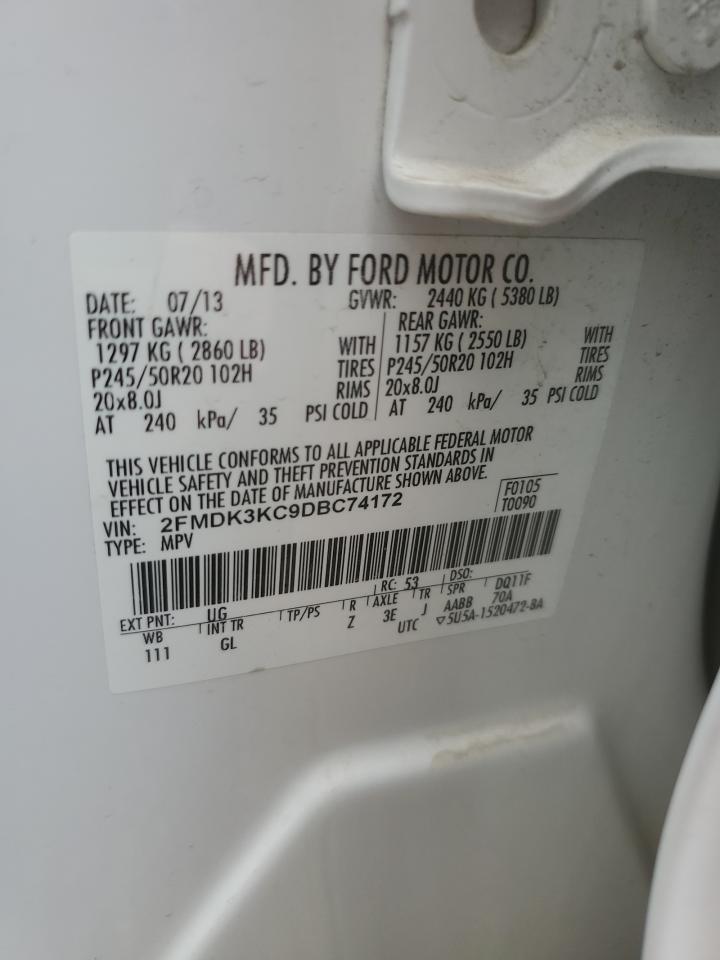 MFD. BY FORD MOTOR CO.
DATE: 07/13 GVWR: 2440 KG ( 5380 LB)
FRONT GAWR: REAR GAWR:
1297 KG ( 2860 LB) WITH 1157 KG ( 2550 LB) WITH
P245/50R20 102H TIRES P245/50R20 102H TIRES
20x8.0J RIMS 20x8.0J RIMS
AT 240 kPa/ 35 PSI COLD AT 240 kPa/ 35 PSI COLD
THIS VEHICLE CONFORMS TO ALL APPLICABLE FEDERAL MOTOR
VEHICLE SAFETY AND THEFT PREVENTION STANDARDS IN
EFFECT ON THE DATE OF MANUFACTURE SHOWN ABOVE.
VIN: 2FMDK3KC9DBC74172 F0105
TYPE: MPV T0090
EXT PNT: UG RC: 53 DSO:
WB INT TR TP/PS R AXLE TR SPR DQ11F
111 GL Z 3E J AABB 70A
UTC ▽5U5A-1520472-BA